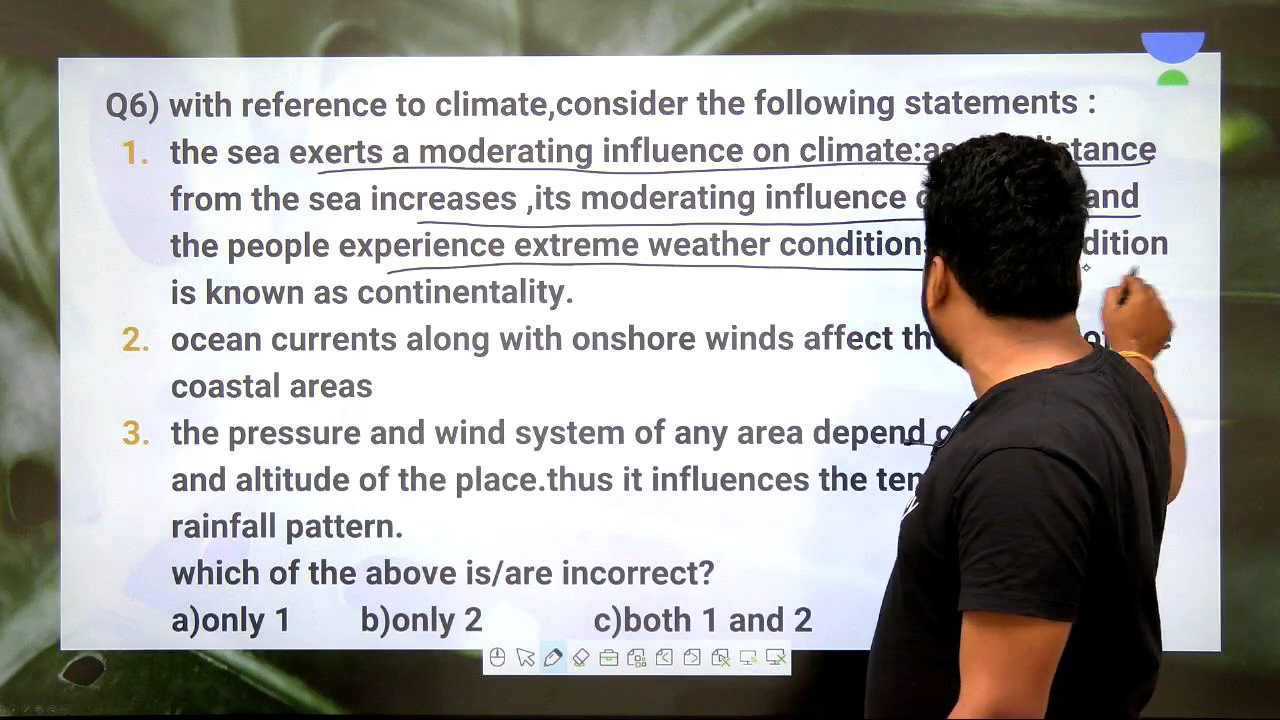 Q6) with reference to climate,consider the following statements :
1. the sea exerts a moderating influence on climate:as
from the sea increases ,its moderating influence and
the people experience extreme weather
is known as continentality.
2. ocean currents along with onshore winds affect
coastal areas
3. the pressure and wind system of any area depend
and altitude of the place.thus it influences the
rainfall pattern.
which of the above is/are incorrect?
a)only 1 b)only 2 c)both 1 and 2